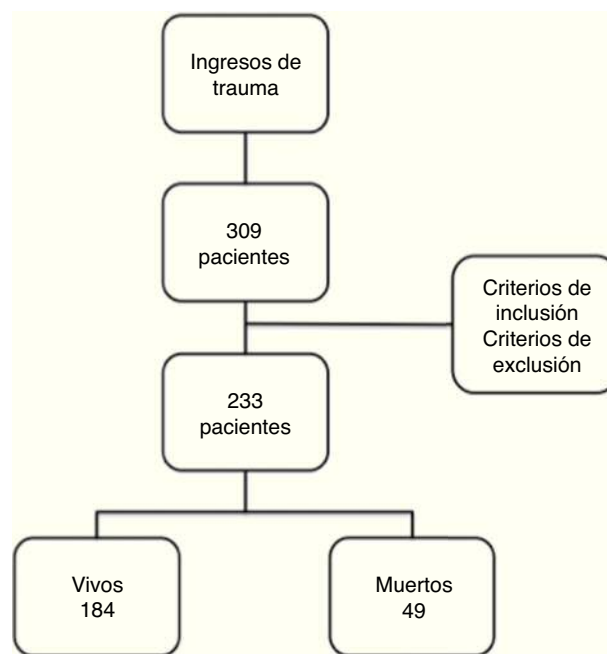 Ingresos de
trauma
309
pacientes
Criterios de
inclusión
Criterios de
exclusión
233
pacientes
Vivos
184
Muertos
49